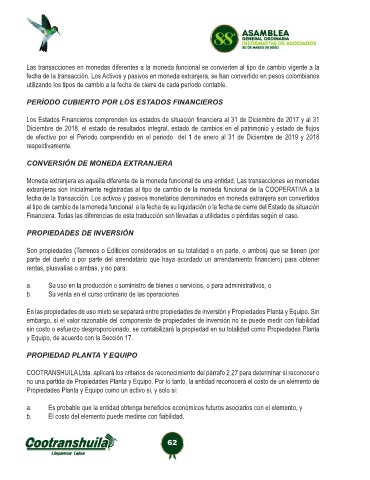 88
ASAMBLEA
GENERAL ORDINARIA
INFORMATIVA DE ASOCIADOS
30 DE MARZO DE 2020
Las transacciones en monedas diferentes a la moneda funcional se convierten al tipo de cambio vigente a la
fecha de la transacción. Los Activos y pasivos en moneda extranjera, se han convertido en pesos colombianos
utilizando los tipos de cambio a la fecha de cierre de cada período contable.
PERÍODO CUBIERTO POR LOS ESTADOS FINANCIEROS
Los Estados Financieros comprenden los estados de situación financiera al 31 de Diciembre de 2017 y al 31
Diciembre de 2018, el estado de resultados integral, estado de cambios en el patrimonio y estado de flujos
de efectivo por el Periodo comprendido en el período  del 1 de enero al 31 de Diciembre de 2019 y 2018
respectivamente.
CONVERSIÓN DE MONEDA EXTRANJERA
Moneda extranjera es aquella diferente de la moneda funcional de una entidad. Las transacciones en monedas
extranjeras son inicialmente registradas al tipo de cambio de la moneda funcional de la COOPERATIVA a la
fecha de la transacción. Los activos y pasivos monetarios denominados en moneda extranjera son convertidos
al tipo de cambio de la moneda funcional  a la fecha de su liquidación o la fecha de cierre del Estado de situación
Financiera. Todas las diferencias de esta traducción son llevadas a utilidades o pérdidas según el caso.
PROPIEDADES DE INVERSIÓN
Son propiedades (Terrenos o Edificios considerados en su totalidad o en parte, o ambos) que se tienen (por
parte del dueño o por parte del arrendatario que haya acordado un arrendamiento financiero) para obtener
rentas, plusvalías o ambas, y no para:
a. Su uso en la producción o suministro de bienes o servicios, o para administrativos, o
b. Su venta en el curso ordinario de las operaciones
En las propiedades de uso mixto se separará entre propiedades de inversión y Propiedades Planta y Equipo. Sin
embargo, si el valor razonable del componente de propiedades de inversión no se puede medir con fiabilidad
sin costo o esfuerzo desproporcionado, se contabilizará la propiedad en su totalidad como Propiedades Planta
y Equipo, de acuerdo con la Sección 17.
PROPIEDAD PLANTA Y EQUIPO
COOTRANSHUILA Ltda. aplicará los criterios de reconocimiento del párrafo 2.27 para determinar si reconocer o
no una partida de Propiedades Planta y Equipo. Por lo tanto, la entidad reconocerá el costo de un elemento de
Propiedades Planta y Equipo como un activo si, y solo si:
a. Es probable que la entidad obtenga beneficios económicos futuros asociados con el elemento, y
b. El costo del elemento puede medirse con fiabilidad.
Cootranshuila
Llegamos Lejos
62